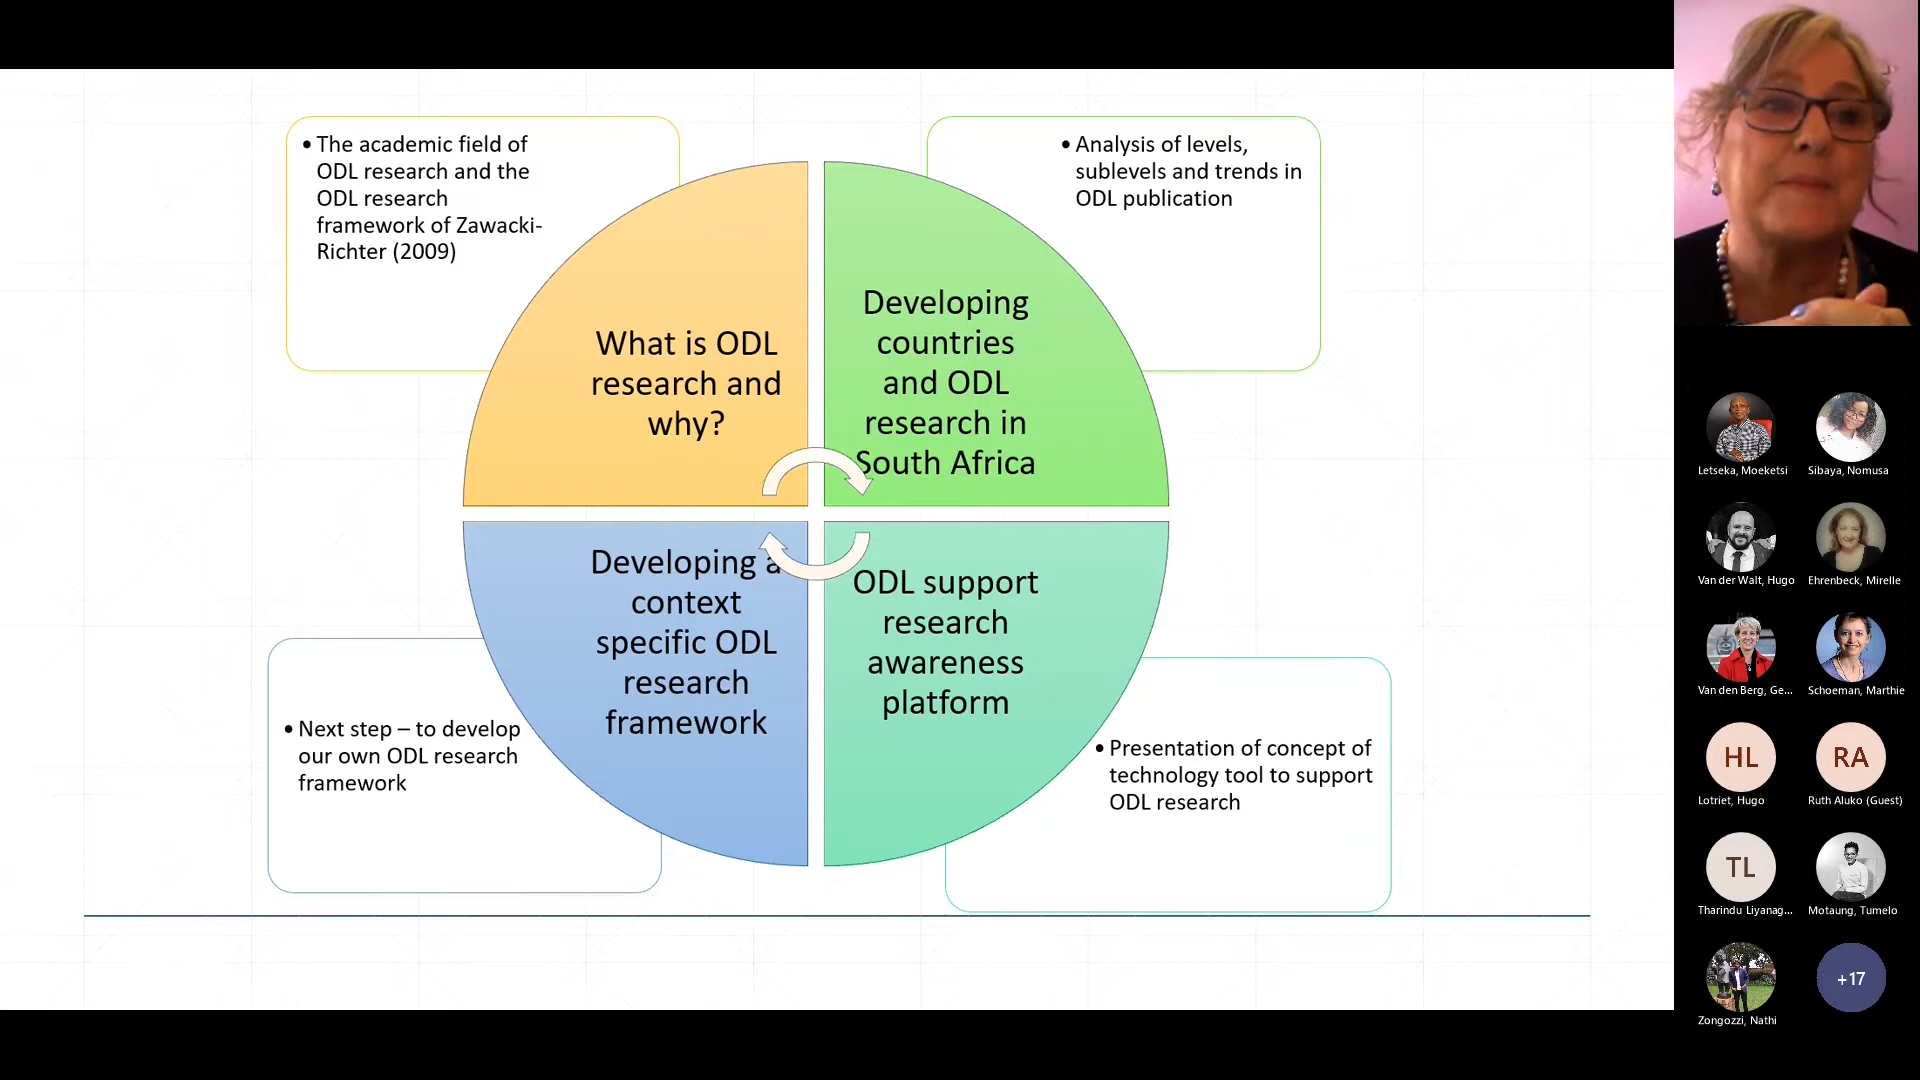 • The academic field of
ODL research and the
ODL research
framework of Zawacki-
Richter (2009)
• Analysis of levels,
sublevels and trends in
ODL publication
What is ODL
research and
why?
Developing
countries
and ODL
research in
South Africa
Developing a
context
specific ODL
research
framework
ODL support
research
awareness
platform
• Next step – to develop
our own ODL research
framework
• Presentation of concept of
technology tool to support
ODL research
Letseka, Moeketsi
Sibaya, Nomusa
Van der Walt, Hugo
Ehrenbeck, Mirelle
Van den Berg, Ge...
Schoeman, Marthie
HL
RA
Lotriet, Hugo
Ruth Aluko (Guest)
TL
Tharindu Liyanag...
Motaung, Tumelo
+17
Zongozzi, Nathi